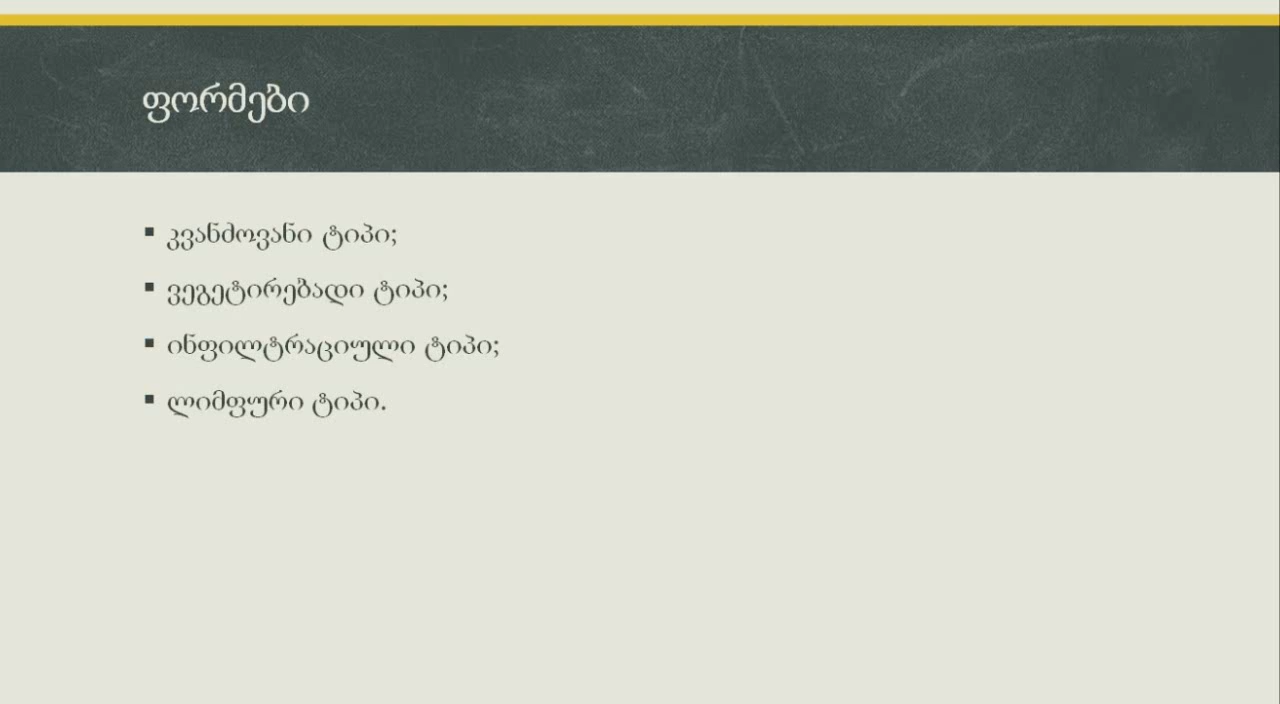 ფორმები
▪ კვანძოვანი ტიპი;
▪ ვეგეტირებადი ტიპი;
▪ ინფილტრაციული ტიპი;
▪ ლიმფური ტიპი.